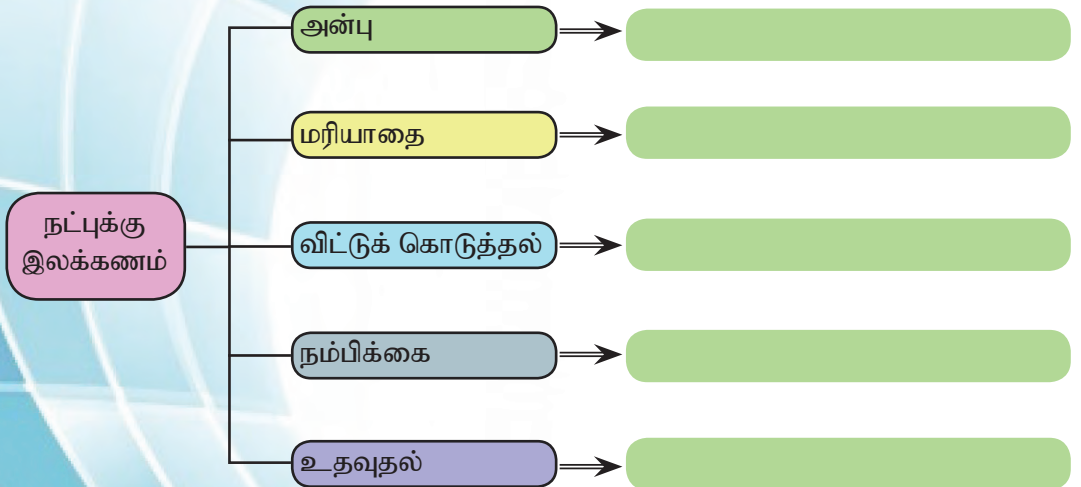 நட்புக்கு
இலக்கணம்
அன்பு
மரியாதை
விட்டுக் கொடுத்தல்
நம்பிக்கை
உதவுதல்